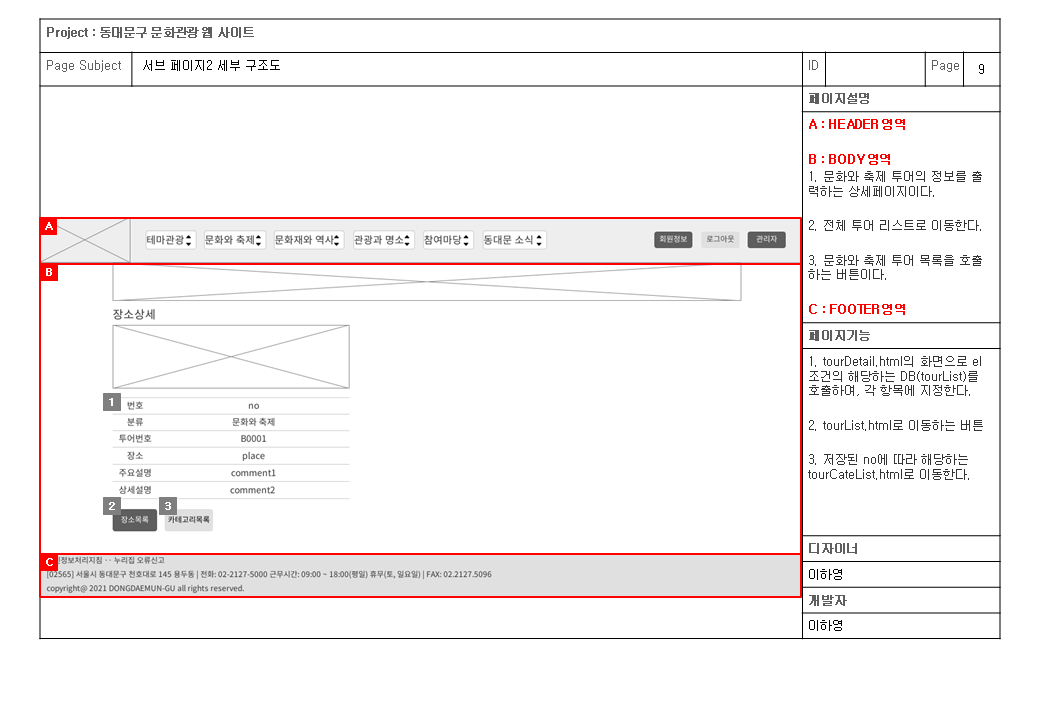 Project : 동대문구 문화관광 웹 사이트
Page Subject 서브 페이지2 세부 구조도 ID Page 9
페이지설명
A : HEADER 영역
B : BODY 영역
1. 문화와 축제 투어의 정보를 출
력하는 상세페이지이다.
2. 전체 투어 리스트로 이동한다.
3. 문화와 축제 투어 목록을 호출
하는 버튼이다.
C : FOOTER 영역
페이지기능
1. tourDetail.html의 화면으로 el
조건의 해당하는 DB(tourList)를
호출하여, 각 항목에 지정한다.
2. tourList.html로 이동하는 버튼
3. 저장된 no에 따라 해당하는
tourCateList.html로 이동한다.
디자이너
이하영
개발자
이하영
A
테마관광 문화와 축제 문화재와 역사 관광과 명소 참여마당 동대문 소식 회원정보 로그아웃 관리자
B
장소상세
1
번호 no
분류 문화와 축제
투어번호 B0001
장소 place
주요설명 comment1
상세설명 comment2
2 3
장소목록 카테고리목록
C
인정보처리지침 ·· 누리집 오류신고
[02565] 서울시 동대문구 천호대로 145 용두동 | 전화: 02-2127-5000 근무시간: 09:00 ~ 18:00(평일) 휴무(토, 일요일) | FAX: 02.2127.5096
copyright@ 2021 DONGDAEMUN-GU all rights reserved.